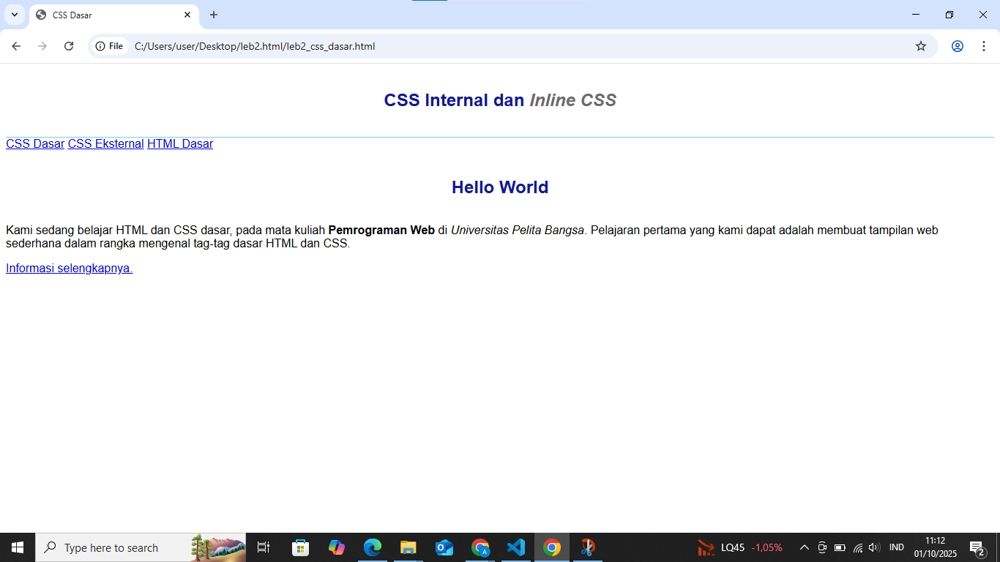 CSS Dasar
File
C:/Users/user/Desktop/leb2.html/leb2_css_dasar.html
CSS Internal dan Inline CSS
CSS Dasar CSS Eksternal HTML Dasar
Hello World
Kami sedang belajar HTML dan CSS dasar, pada mata kuliah Pemrograman Web di Universitas Pelita Bangsa. Pelajaran pertama yang kami dapat adalah membuat tampilan web
sederhana dalam rangka mengenal tag-tag dasar HTML dan CSS.
Informasi selengkapnya.
Type here to search
A
LQ45 -1,05%
IND
11:12
01/10/2025
2